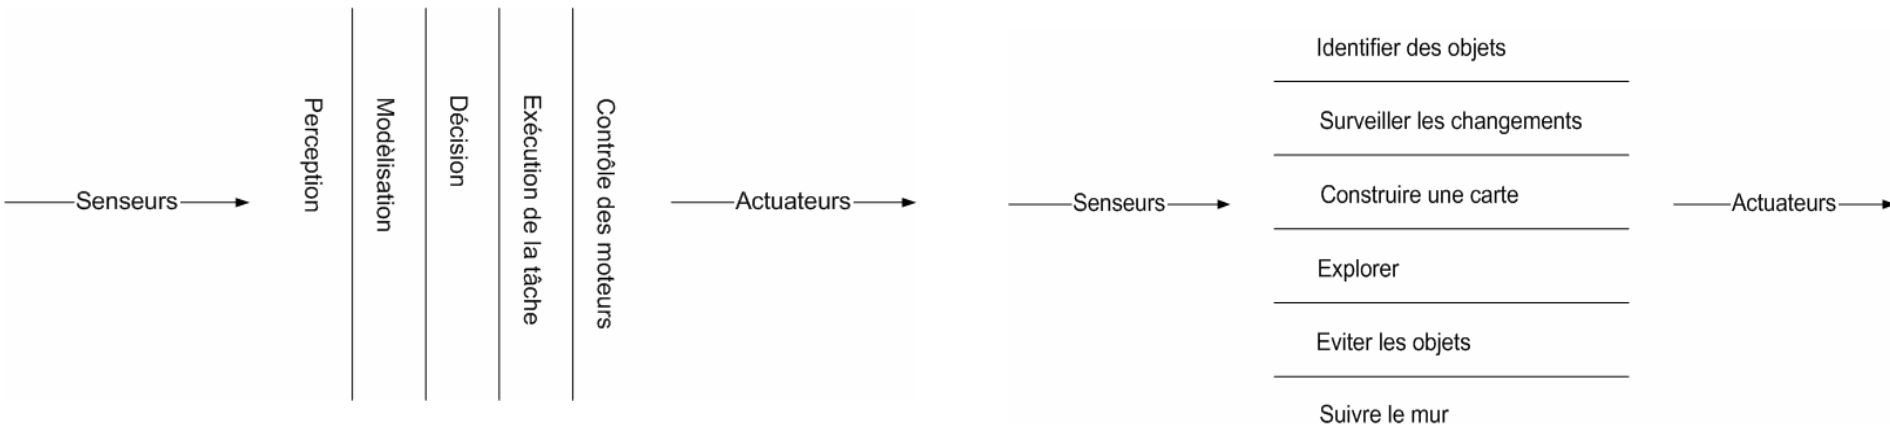 Senseurs
Perception
Modèlisation
Décision
Exécution de la tâche
Contrôle des moteurs
Actuateurs
Senseurs
Identifier des objets
Surveiller les changements
Construire une carte
Explorer
Eviter les objets
Suivre le mur
Actuateurs